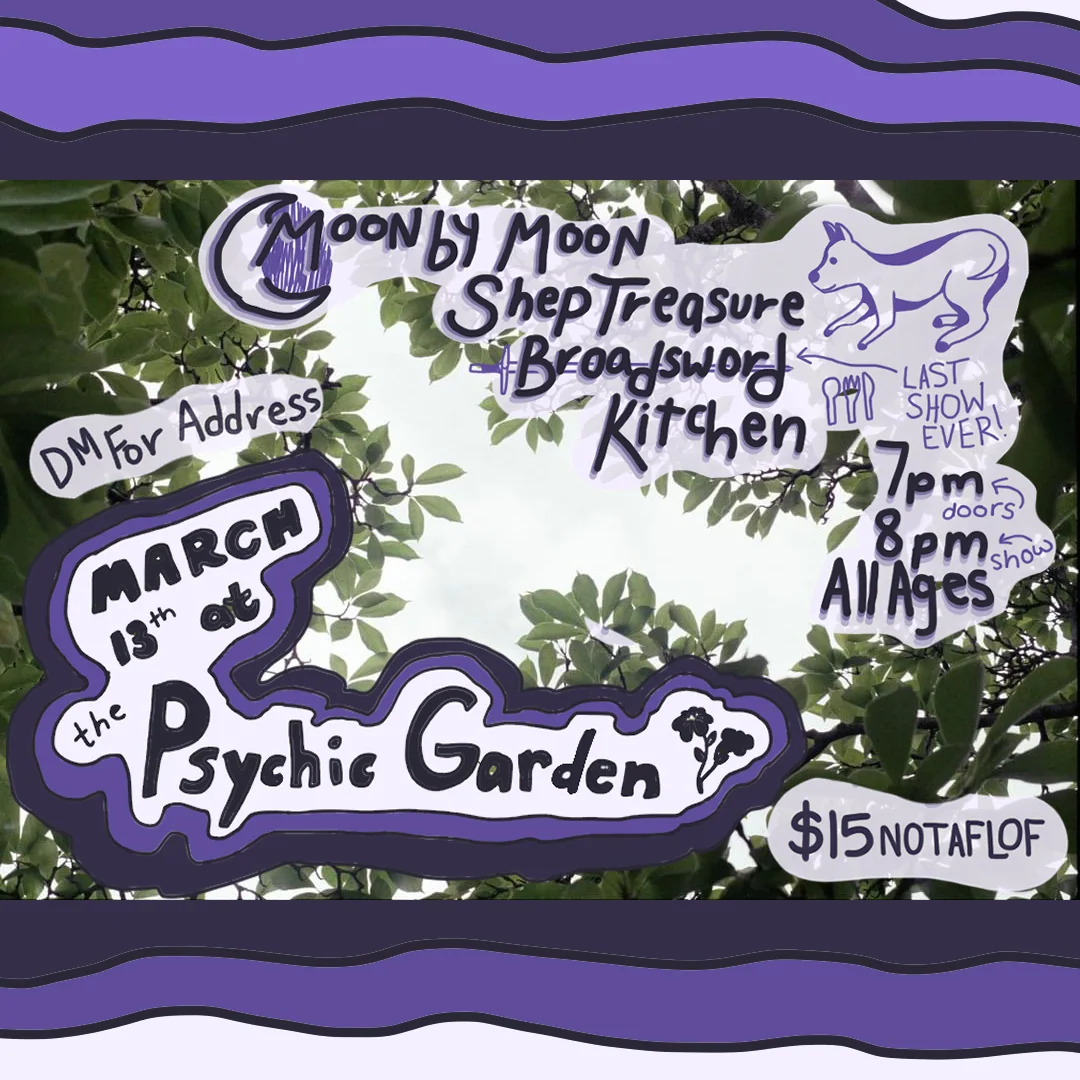 Moon by Moon
Shep Treasure
Broadsword
Kitchen
LAST
SHOW
EVER!
7pm
doors
8pm
show
All Ages
DM For Address
MARCH
13th at
the
Psychic Garden
$15 NOTAFLOF